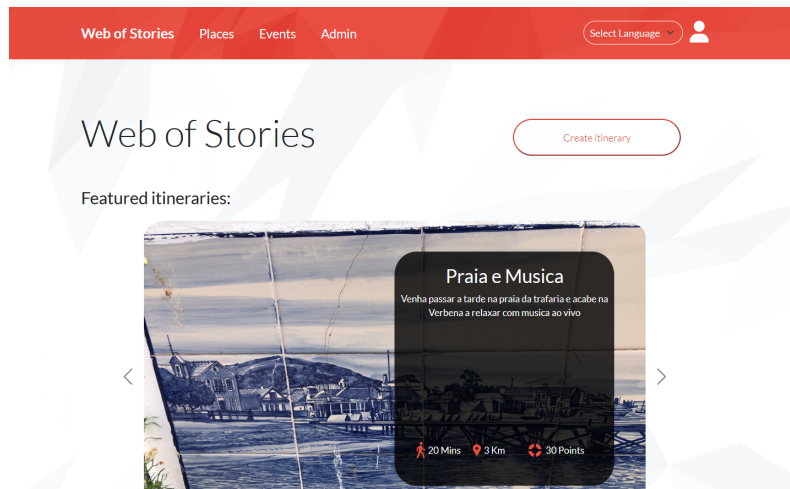 Web of Stories Places Events Admin Select Language
Web of Stories
Create itinerary
Featured itineraries:
Praia e Musica
Venha passar a tarde na praia da trafaria e acabe na
Verbena a relaxar com musica ao vivo
20 Mins 3 Km 30 Points